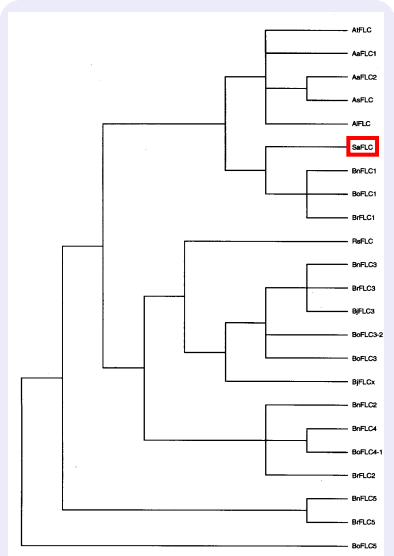 AtFLC
AaFLC1
AaFLC2
AsFLC
AlFLC
SaFLC
BnFLC1
BoFLC1
BrFLC1
RsFLC
BnFLC3
BrFLC3
BjFLC3
BoFLC3-2
BoFLC3
BjFLCx
BnFLC2
BnFLC4
BoFLC4-1
BrFLC2
BnFLC5
BrFLC5
BoFLC5